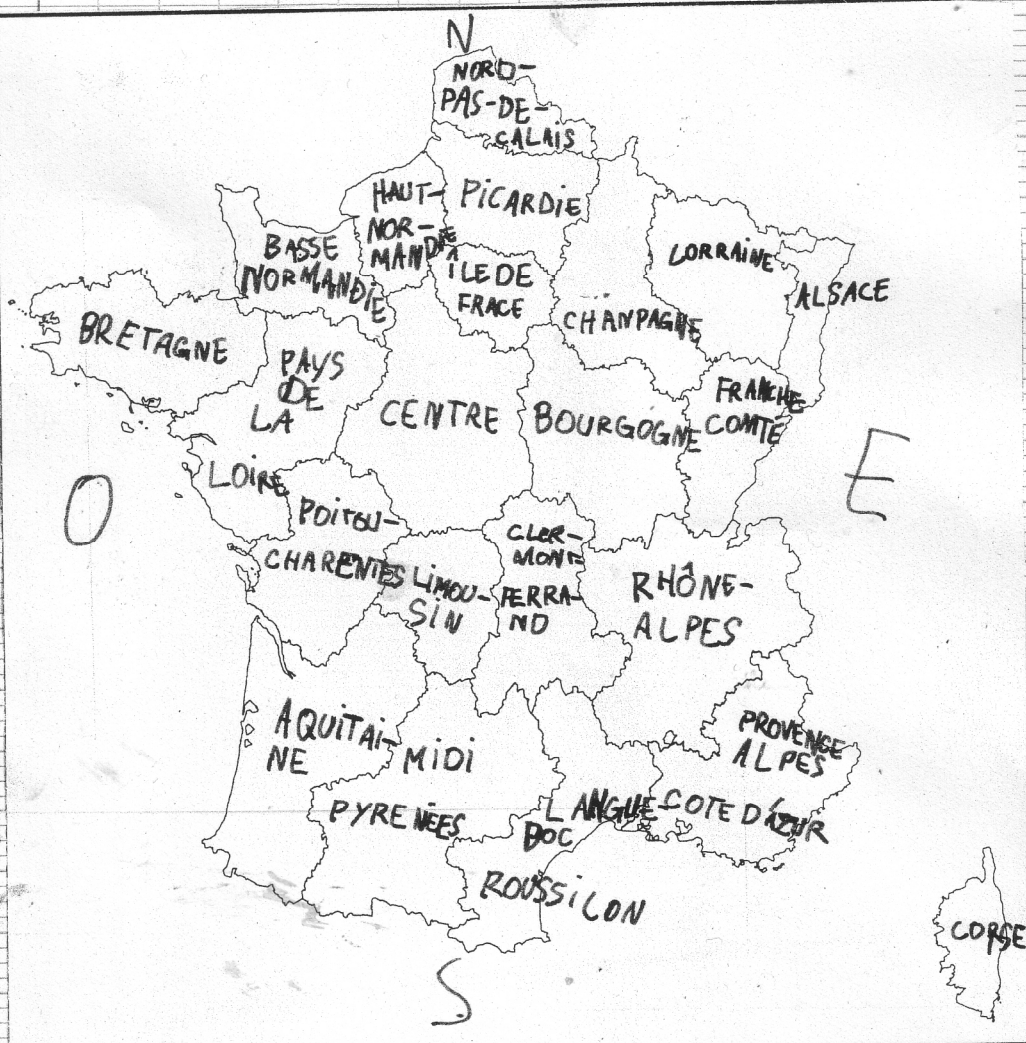 N
NORD-
PAS-DE-
CALAIS
HAUT-
NOR-
MANDIE
PICARDIE
BASSE
NORMANDIE
ÎLE DE
FRACE
LORRAINE
ALSACE
CHANPAGNE
BRETAGNE
PAYS
DE
LA
LOIRE
CENTRE
BOURGOGNE
FRANCHE
COMTÉ
O
E
POITOU-
CHARENTES
LIMOU-
SIN
CLER-
MONT-
FERRA-
ND
RHÔNE-
ALPES
AQUITAI-
NE
MIDI
PYRENÉES
LANGUE-
DOC
ROUSSILON
PROVENCE
ALPES
COTE D'AZUR
CORSE
S